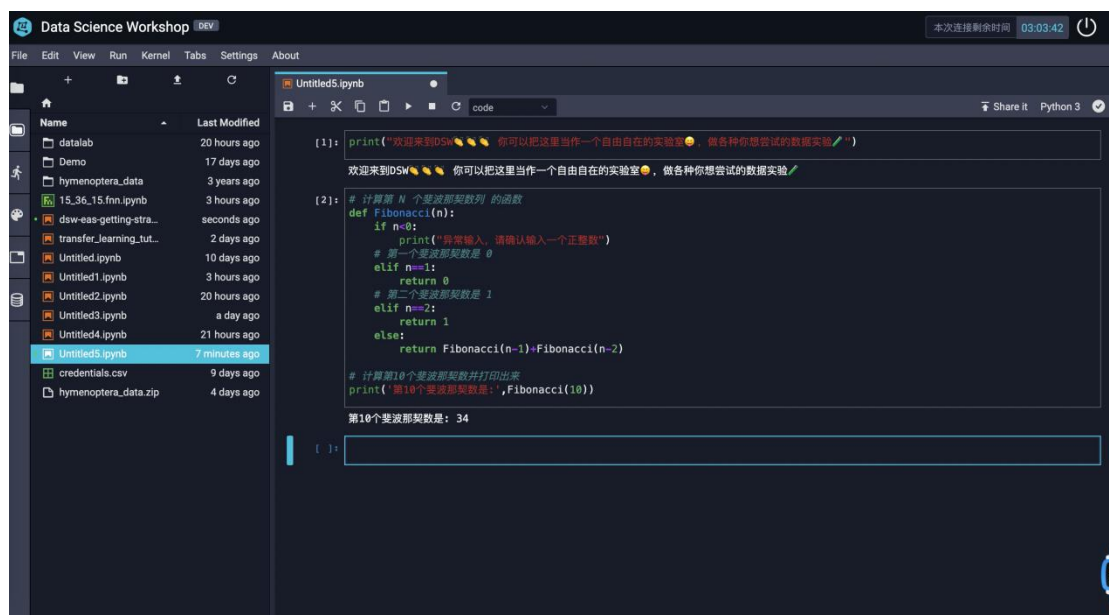 Data Science Workshop DEV
本次连接剩余时间 03:03:42
File Edit View Run Kernel Tabs Settings About
Untitled5.ipynb
code
Share it Python 3
Name Last Modified
datalab 20 hours ago
Demo 17 days ago
hymenoptera_data 3 years ago
15_36_15.fnn.ipynb 3 hours ago
dsw-eas-getting-stra... seconds ago
transfer_learning_tut... 2 days ago
Untitled.ipynb 10 days ago
Untitled1.ipynb 3 hours ago
Untitled2.ipynb 20 hours ago
Untitled3.ipynb a day ago
Untitled4.ipynb 21 hours ago
Untitled5.ipynb 7 minutes ago
credentials.csv 9 days ago
hymenoptera_data.zip 4 days ago
[1]: print("欢迎来到DSW👏👏👏 你可以把这里当作一个自由自在的实验室😛，做各种你想尝试的数据实验🧪")
欢迎来到DSW👏👏👏 你可以把这里当作一个自由自在的实验室😛，做各种你想尝试的数据实验🧪
[2]: # 计算第 N 个斐波那契数列 的函数
def Fibonacci(n):
if n<0:
print("异常输入，请确认输入一个正整数")
# 第一个斐波那契数是 0
elif n==1:
return 0
# 第二个斐波那契数是 1
elif n==2:
return 1
else:
return Fibonacci(n-1)+Fibonacci(n-2)
# 计算第10个斐波那契数并打印出来
print('第10个斐波那契数是:',Fibonacci(10))
第10个斐波那契数是: 34
[ ]: